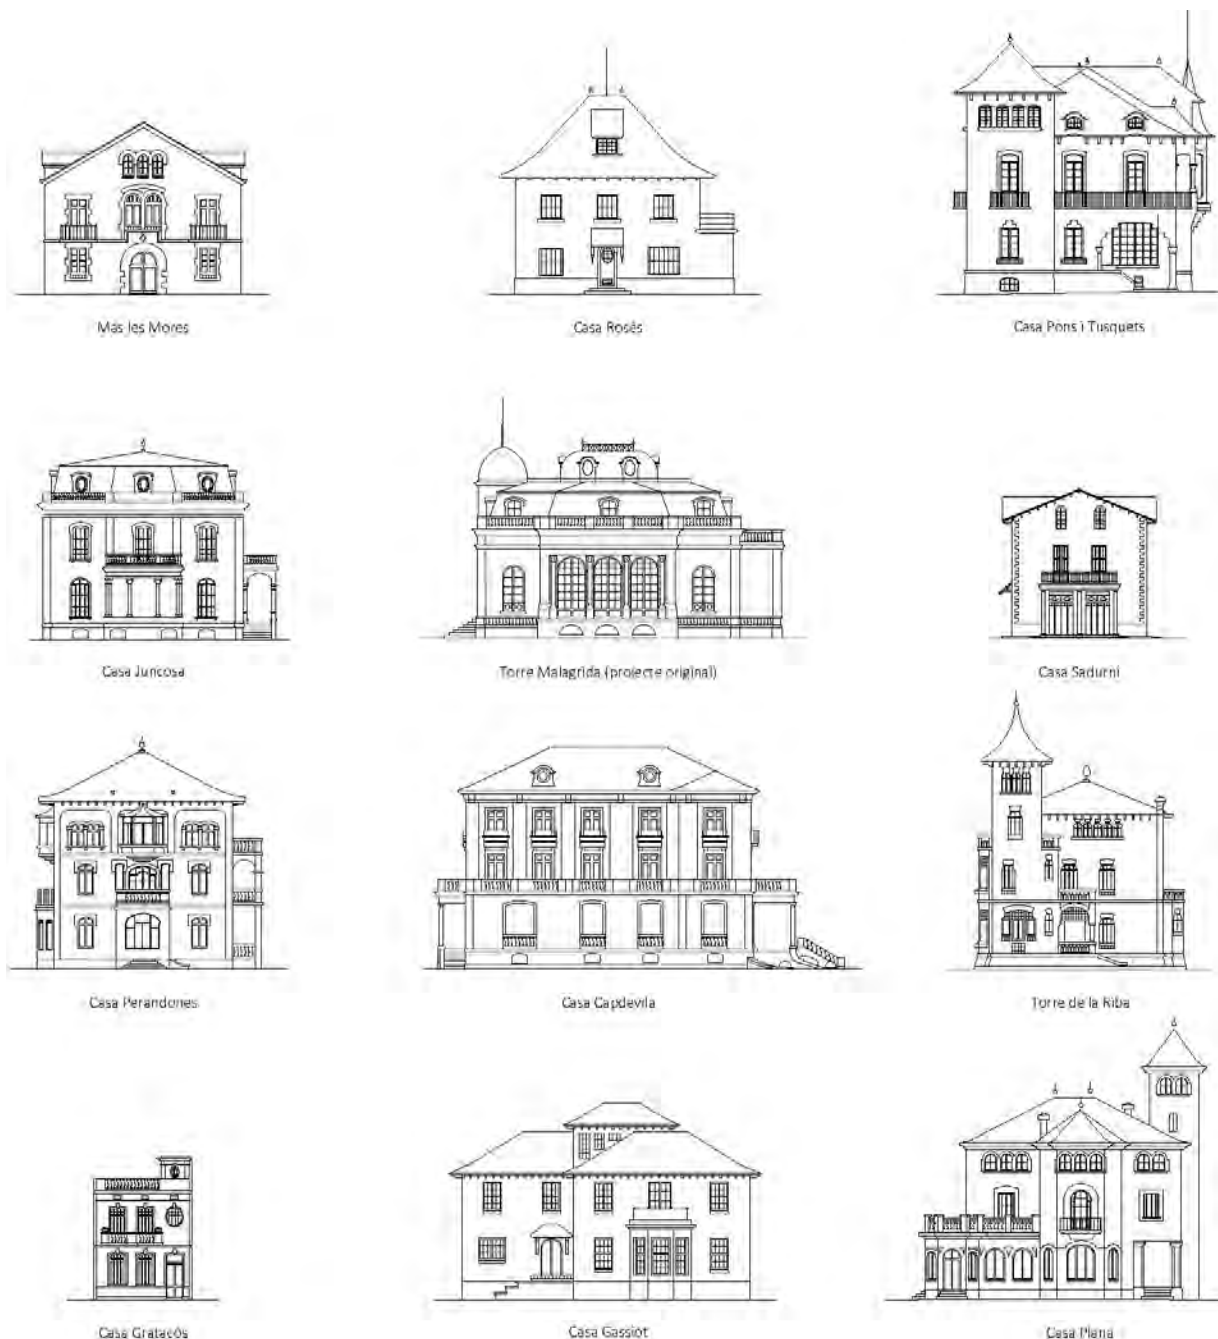 Mas les Mores
Casa Rosés
Casa Pons i Tusquets
Casa Juncosa
Torre Malagrida (projecte original)
Casa Sadurní
Casa Perandones
Casa Capdevila
Torre de la Riba
Casa Gratacós
Casa Gassiot
Casa Plana